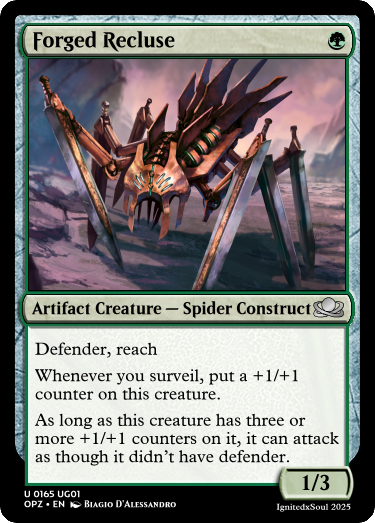 Forged Recluse
Artifact Creature — Spider Construct
Defender, reach
Whenever you surveil, put a +1/+1
counter on this creature.
As long as this creature has three or
more +1/+1 counters on it, it can attack
as though it didn't have defender.
1/3
U 0165 UG01
OPZ • EN Biagio D'Alessandro
IgnitedxSoul 2025